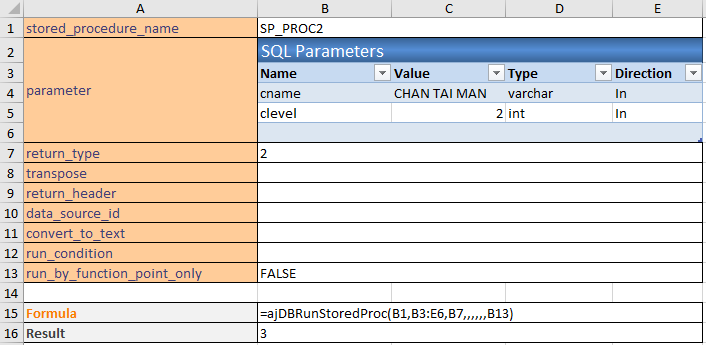 A B C D E
1 stored_procedure_name SP_PROC2
2 SQL Parameters
3 Name Value Type Direction
parameter
4 cname CHAN TAI MAN varchar In
5 clevel 2 int In
6
7 return_type 2
8 transpose
9 return_header
10 data_source_id
11 convert_to_text
12 run_condition
13 run_by_function_point_only FALSE
14
15 Formula =ajDBRunStoredProc(B1,B3:E6,B7,,,,,,B13)
16 Result 3